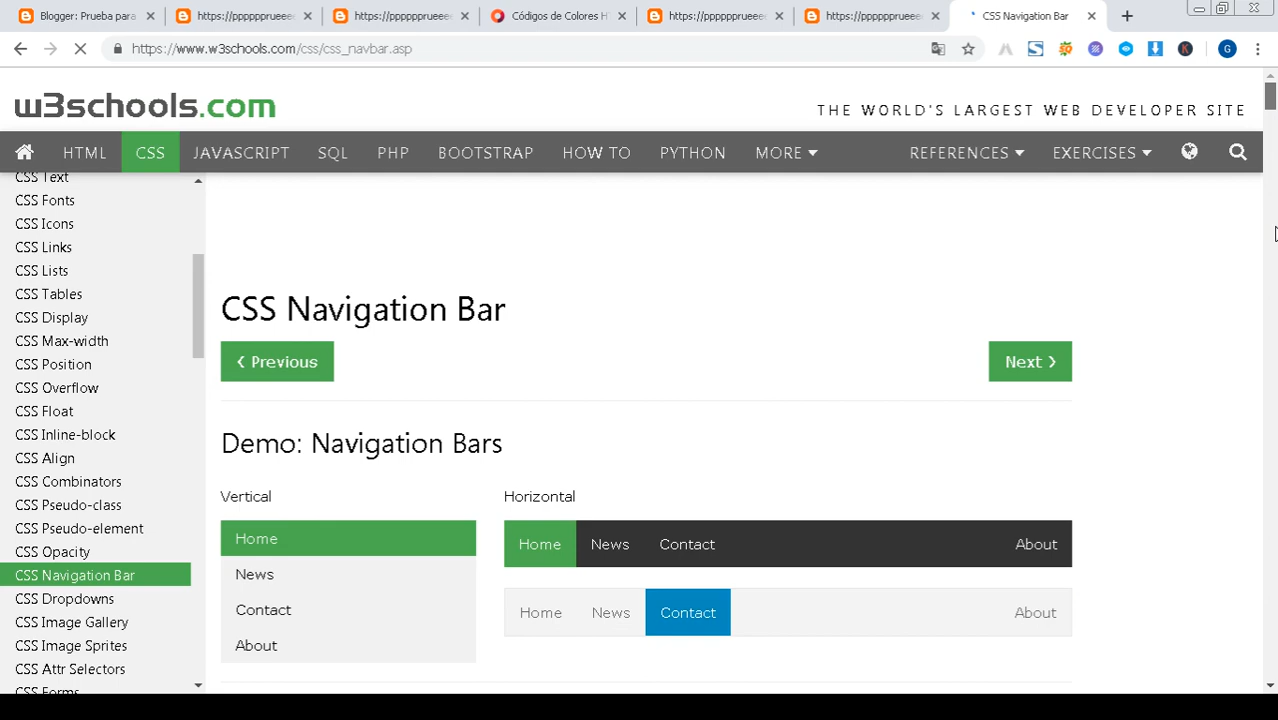 Blogger: Prueba para
https://ppppppprueee
https://ppppppprueee
Códigos de Colores H
https://ppppppprueee
https://ppppppprueee
CSS Navigation Bar
https://www.w3schools.com/css/css_navbar.asp
w3schools.com
THE WORLD'S LARGEST WEB DEVELOPER SITE
HTML CSS JAVASCRIPT SQL PHP BOOTSTRAP HOW TO PYTHON MORE REFERENCES EXERCISES
CSS Text
CSS Fonts
CSS Icons
CSS Links
CSS Lists
CSS Tables
CSS Display
CSS Max-width
CSS Position
CSS Overflow
CSS Float
CSS Inline-block
CSS Align
CSS Combinators
CSS Pseudo-class
CSS Pseudo-element
CSS Opacity
CSS Navigation Bar
CSS Dropdowns
CSS Image Gallery
CSS Image Sprites
CSS Attr Selectors
CSS Forms
CSS Navigation Bar
❮ Previous
Next ❯
Demo: Navigation Bars
Vertical
Home
News
Contact
About
Horizontal
Home News Contact About
Home News Contact About